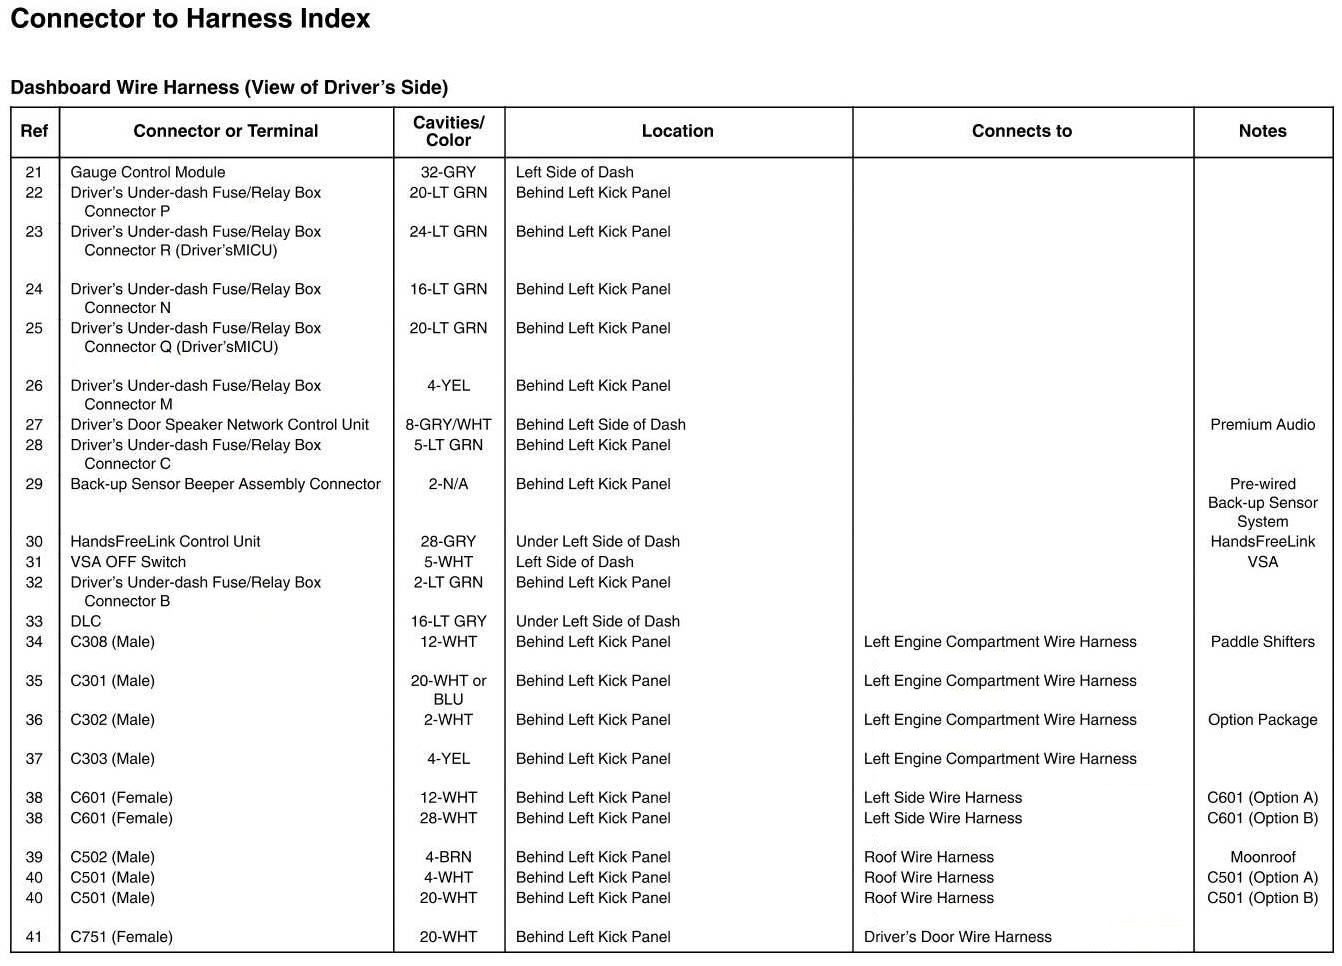 Connector to Harness Index
Dashboard Wire Harness (View of Driver's Side)
Ref Connector or Terminal Cavities/ Color Location Connects to Notes
21 Gauge Control Module 32-GRY Left Side of Dash
22 Driver's Under-dash Fuse/Relay Box 20-LT GRN Behind Left Kick Panel
Connector P
23 Driver's Under-dash Fuse/Relay Box 24-LT GRN Behind Left Kick Panel
Connector R (Driver'sMICU)
24 Driver's Under-dash Fuse/Relay Box 16-LT GRN Behind Left Kick Panel
Connector N
25 Driver's Under-dash Fuse/Relay Box 20-LT GRN Behind Left Kick Panel
Connector Q (Driver'sMICU)
26 Driver's Under-dash Fuse/Relay Box 4-YEL Behind Left Kick Panel
Connector M
27 Driver's Door Speaker Network Control Unit 8-GRY/WHT Behind Left Side of Dash Premium Audio
28 Driver's Under-dash Fuse/Relay Box 5-LT GRN Behind Left Kick Panel
Connector C
29 Back-up Sensor Beeper Assembly Connector 2-N/A Behind Left Kick Panel Pre-wired
Back-up Sensor
System
30 HandsFreeLink Control Unit 28-GRY Under Left Side of Dash HandsFreeLink
31 VSA OFF Switch 5-WHT Left Side of Dash VSA
32 Driver's Under-dash Fuse/Relay Box 2-LT GRN Behind Left Kick Panel
Connector B
33 DLC 16-LT GRY Under Left Side of Dash
34 C308 (Male) 12-WHT Behind Left Kick Panel Left Engine Compartment Wire Harness Paddle Shifters
35 C301 (Male) 20-WHT or Behind Left Kick Panel Left Engine Compartment Wire Harness
BLU
36 C302 (Male) 2-WHT Behind Left Kick Panel Left Engine Compartment Wire Harness Option Package
37 C303 (Male) 4-YEL Behind Left Kick Panel Left Engine Compartment Wire Harness
38 C601 (Female) 12-WHT Behind Left Kick Panel Left Side Wire Harness C601 (Option A)
38 C601 (Female) 28-WHT Behind Left Kick Panel Left Side Wire Harness C601 (Option B)
39 C502 (Male) 4-BRN Behind Left Kick Panel Roof Wire Harness Moonroof
40 C501 (Male) 4-WHT Behind Left Kick Panel Roof Wire Harness C501 (Option A)
40 C501 (Male) 20-WHT Behind Left Kick Panel Roof Wire Harness C501 (Option B)
41 C751 (Female) 20-WHT Behind Left Kick Panel Driver's Door Wire Harness